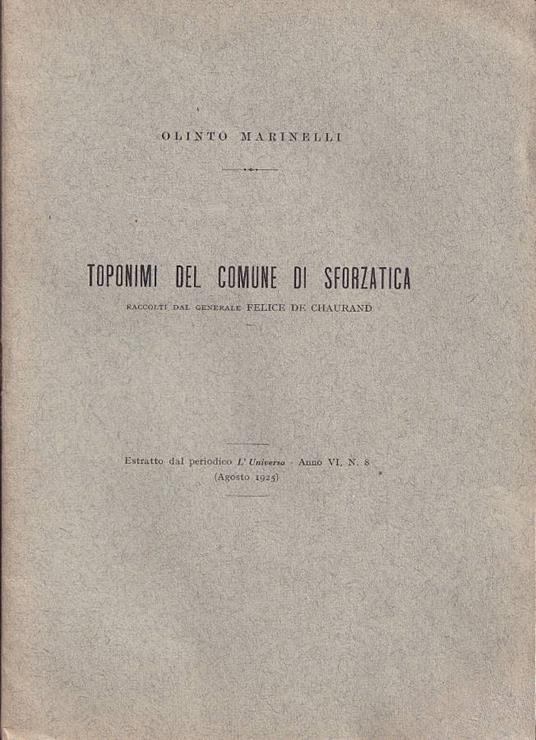 OLINTO MARINELLI
TOPONIMI DEL COMUNE DI SFORZATICA
RACCOLTI DAL GENERALE FELICE DE CHAURAND
Estratto dal periodico L' Universo - Anno VI, N. 8
(Agosto 1925)